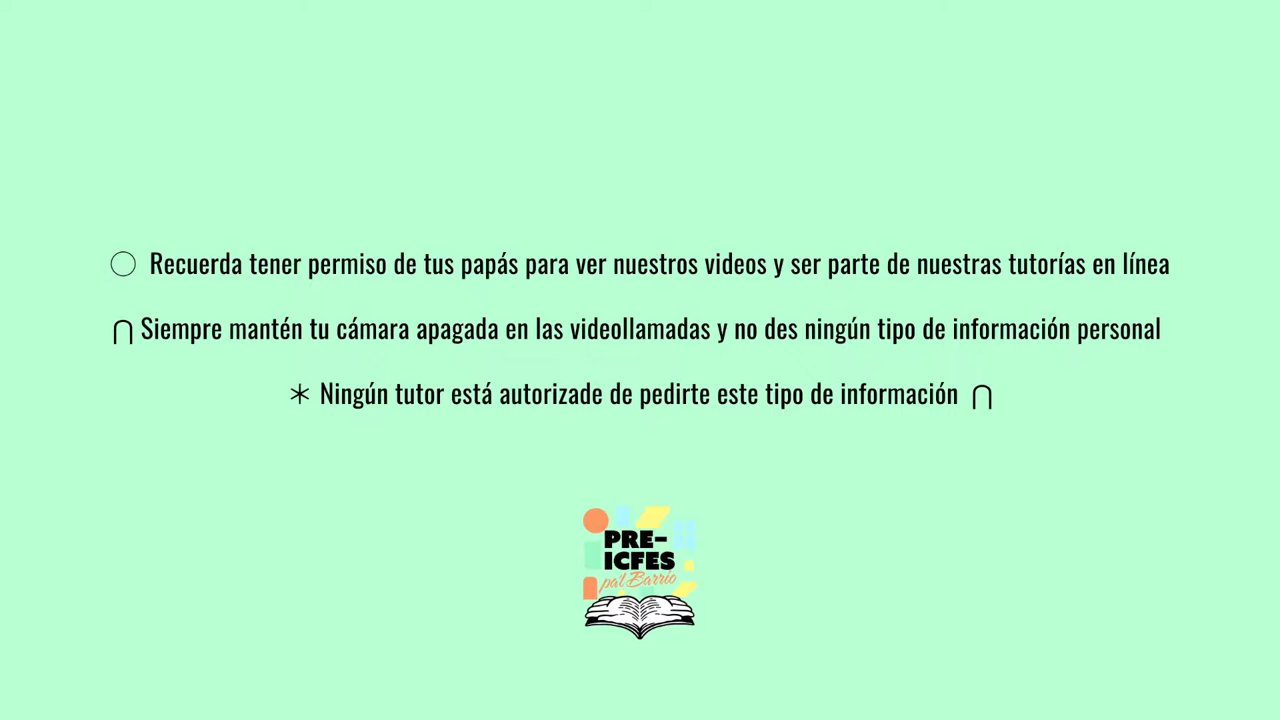 ◯ Recuerda tener permiso de tus papás para ver nuestros videos y ser parte de nuestras tutorías en línea
⋂ Siempre mantén tu cámara apagada en las videollamadas y no des ningún tipo de información personal
＊ Ningún tutor está autorizade de pedirte este tipo de información ⋂
PRE-
ICFES
pa'l Barrio